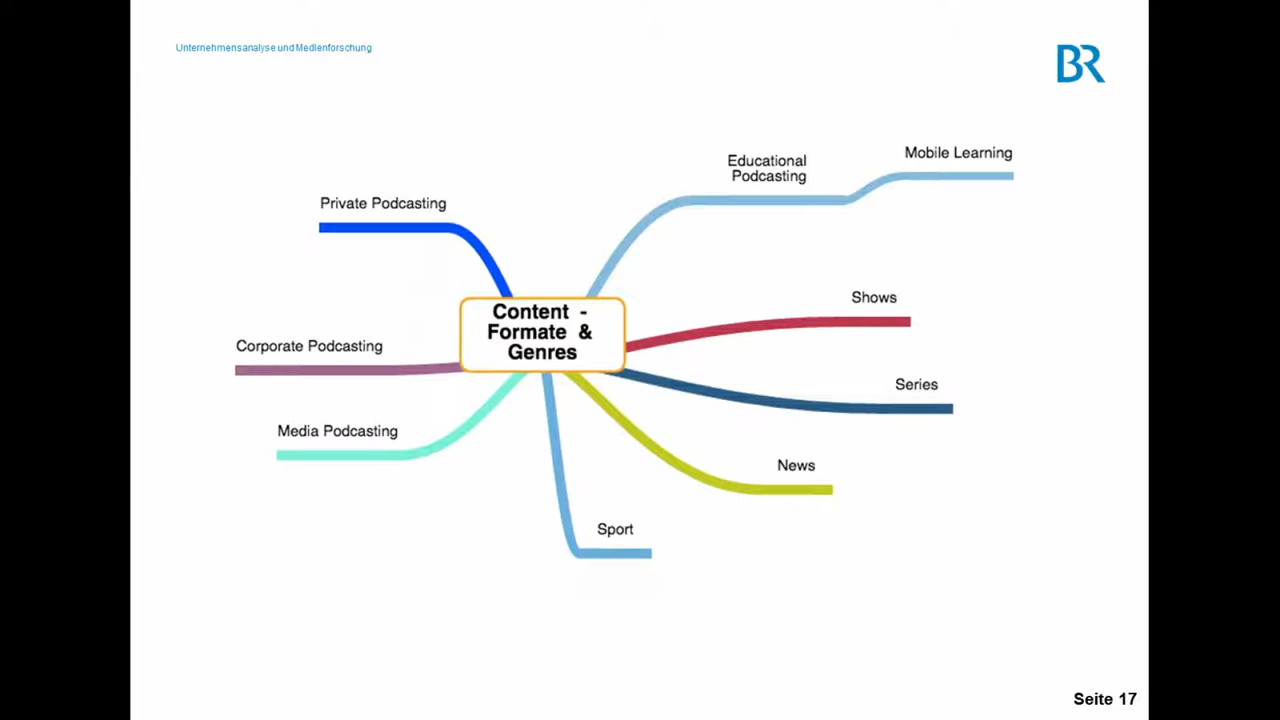 Unternehmensanalyse und Medienforschung
BR
Mobile Learning
Educational
Podcasting
Private Podcasting
Shows
Content -
Formate &
Genres
Corporate Podcasting
Series
Media Podcasting
News
Sport
Seite 17